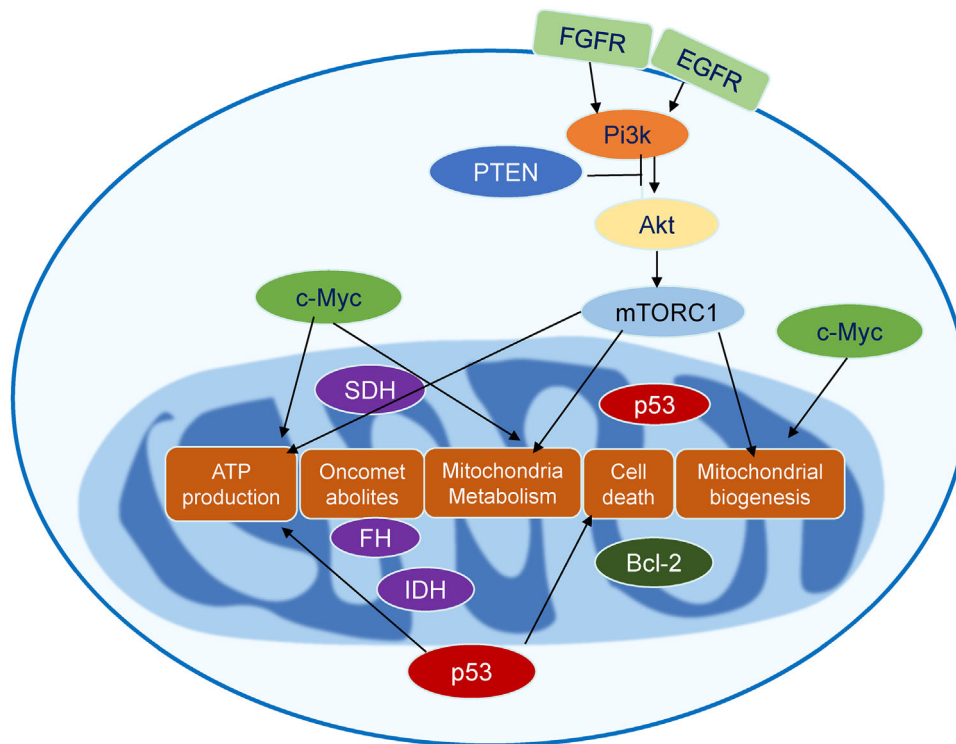 FGFR
EGFR
Pi3k
PTEN
Akt
c-Myc
mTORC1
c-Myc
SDH
p53
ATP
production
Oncomet
abolites
Mitochondria
Metabolism
Cell
death
Mitochondrial
biogenesis
FH
Bcl-2
IDH
p53